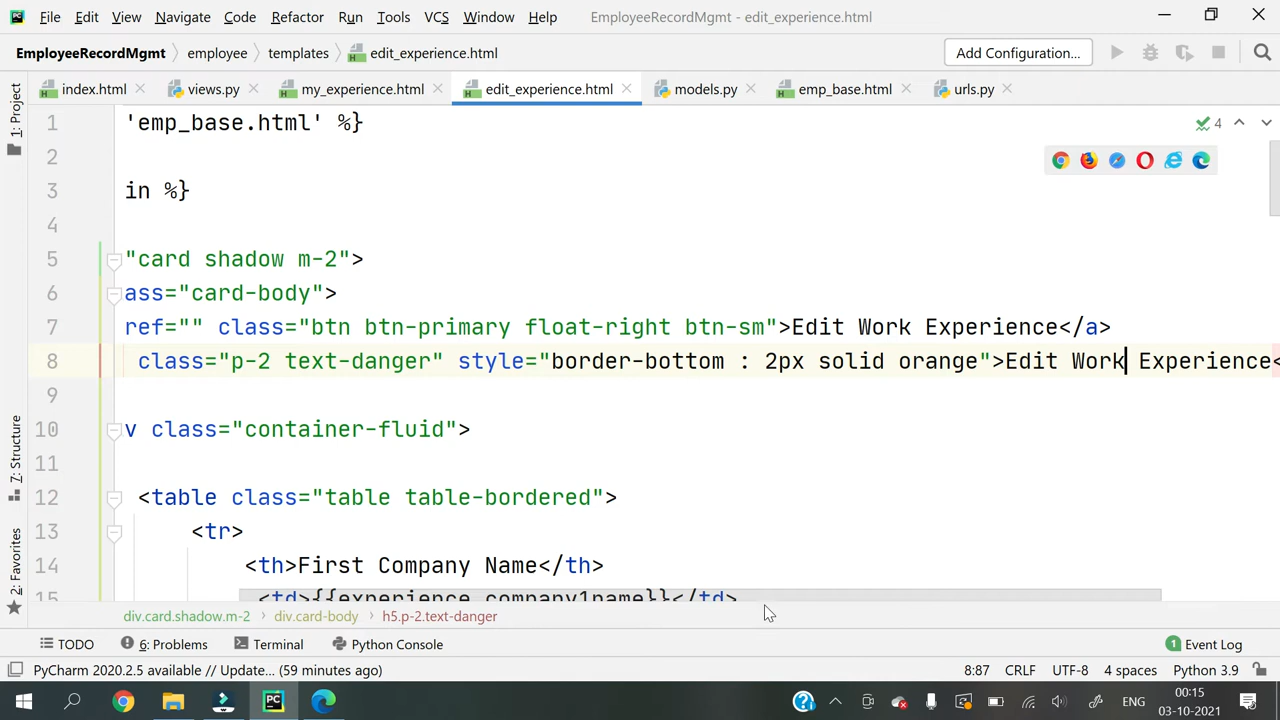 File Edit View Navigate Code Refactor Run Tools VCS Window Help EmployeeRecordMgmt - edit_experience.html
EmployeeRecordMgmt employee templates edit_experience.html Add Configuration...
index.html views.py my_experience.html edit_experience.html models.py emp_base.html urls.py
1: Project
7: Structure
2: Favorites
1 'emp_base.html' %} 4
2
3 in %}
4
5 "card shadow m-2">
6 ass="card-body">
7 ref="" class="btn btn-primary float-right btn-sm">Edit Work Experience</a>
8 class="p-2 text-danger" style="border-bottom : 2px solid orange">Edit Work Experience<
9
10 v class="container-fluid">
11
12 <table class="table table-bordered">
13 <tr>
14 <th>First Company Name</th>
15 <td>{{experience.company1name}}</td>
div.card.shadow.m-2 div.card-body h5.p-2.text-danger
TODO 6: Problems Terminal Python Console 1 Event Log
PyCharm 2020.2.5 available // Update... (59 minutes ago) 8:87 CRLF UTF-8 4 spaces Python 3.9
PC ENG 00:15
03-10-2021